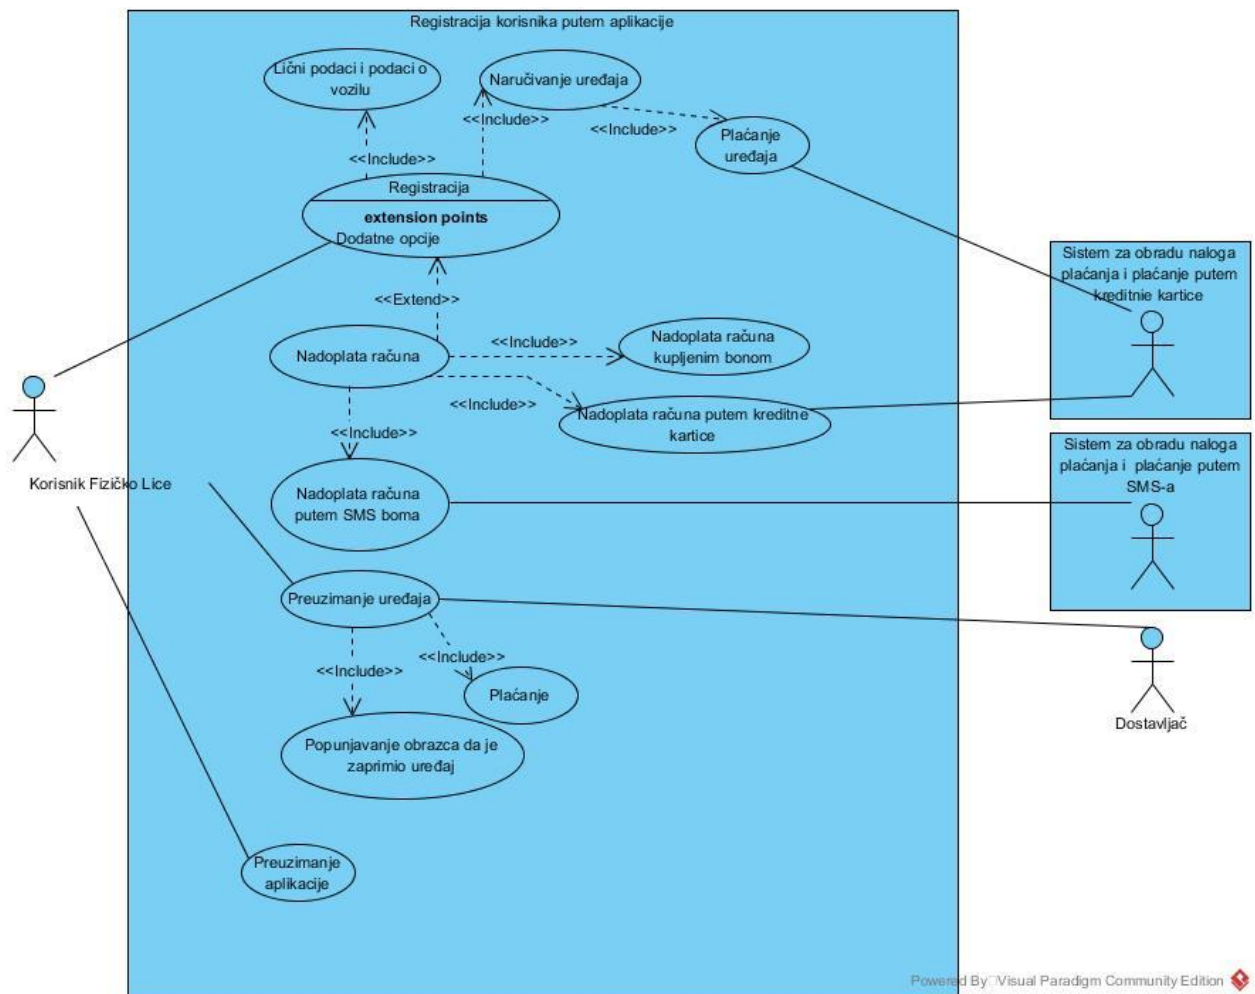 Registracija korisnika putem aplikacije
Lični podaci i podaci o
vozilu
Naručivanje uređaja
<<Include>>
<<Include>>
Plaćanje
uređaja
<<Include>>
Registracija
extension points
Dodatne opcije
Sistem za obradu naloga
plaćanja i plaćanje putem
kreditnie kartice
<<Extend>>
Nadoplata računa
<<Include>>
Nadoplata računa
kupljenim bonom
<<Include>>
Nadoplata računa putem kreditne
kartice
<<Include>>
Sistem za obradu naloga
plaćanja i plaćanje putem
SMS-a
Korisnik Fizičko Lice
Nadoplata računa
putem SMS boma
Preuzimanje uređaja
<<Include>>
<<Include>>
Plaćanje
Dostavljač
Popunjavanje obrazca da je
zaprimio uređaj
Preuzimanje
aplikacije
Powered By Visual Paradigm Community Edition